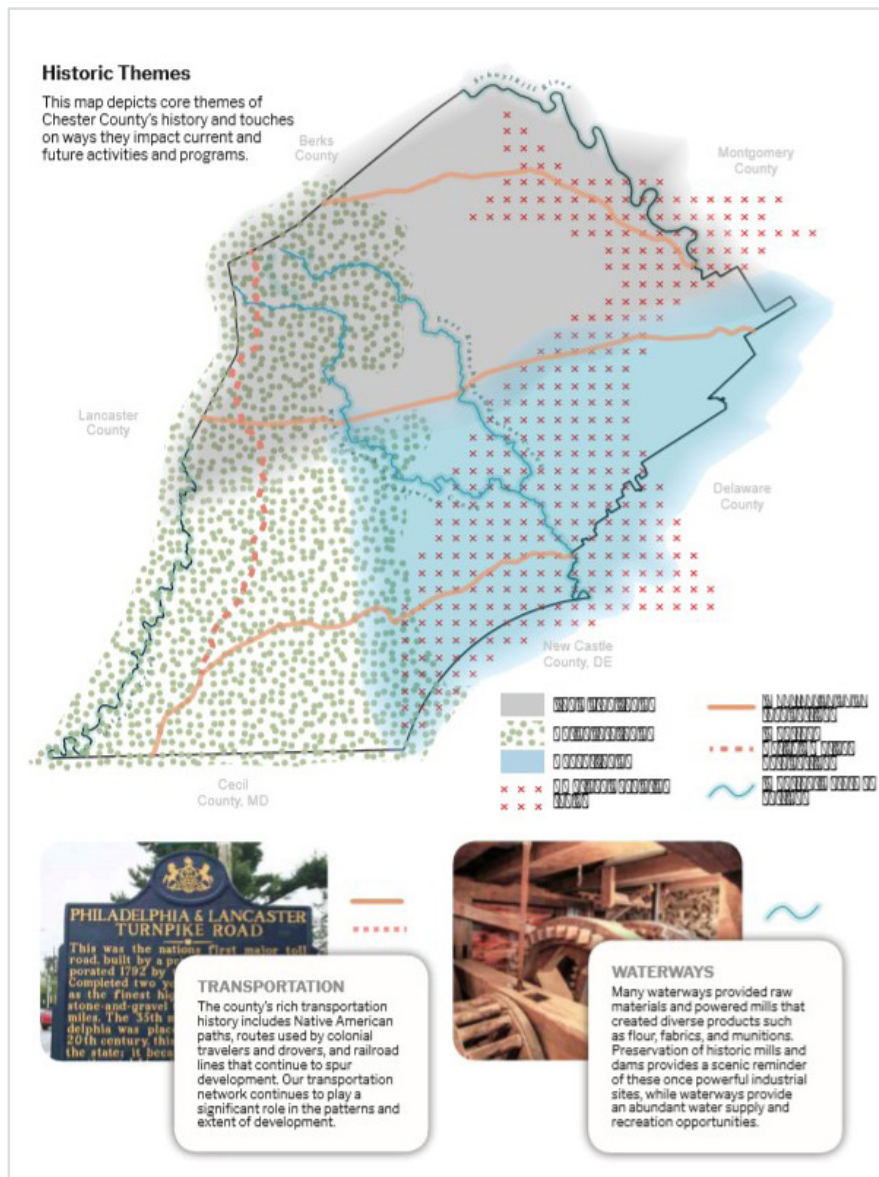 Historic Themes
This map depicts core themes of
Chester County's history and touches
on ways they impact current and
future activities and programs.
Schuylkill River
Berks
County
Montgomery
County
East Branch
Lancaster
County
Delaware
County
New Castle
County, DE
Cecil
County, MD
PHILADELPHIA & LANCASTER
TURNPIKE ROAD
This was the nations first major toll
road, built by a
porated 1792 by
Completed two
as the finest
stone-and-gravel
miles. The 35th
delphia was
20th century, this
the state; it
TRANSPORTATION
The county's rich transportation
history includes Native American
paths, routes used by colonial
travelers and drovers, and railroad
lines that continue to spur
development. Our transportation
network continues to play a
significant role in the patterns and
extent of development.
WATERWAYS
Many waterways provided raw
materials and powered mills that
created diverse products such
as flour, fabrics, and munitions.
Preservation of historic mills and
dams provides a scenic reminder
of these once powerful industrial
sites, while waterways provide
an abundant water supply and
recreation opportunities.